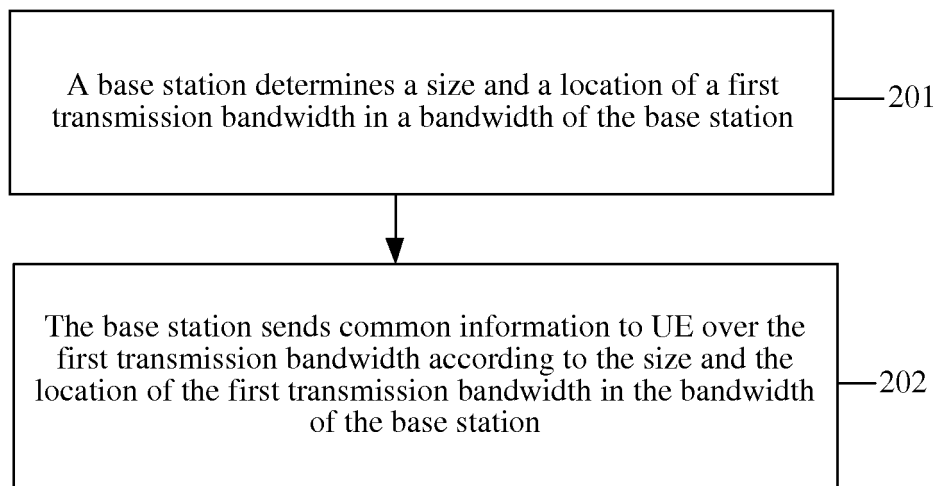 A base station determines a size and a location of a first
transmission bandwidth in a bandwidth of the base station
201
The base station sends common information to UE over the
first transmission bandwidth according to the size and the
location of the first transmission bandwidth in the bandwidth
of the base station
202